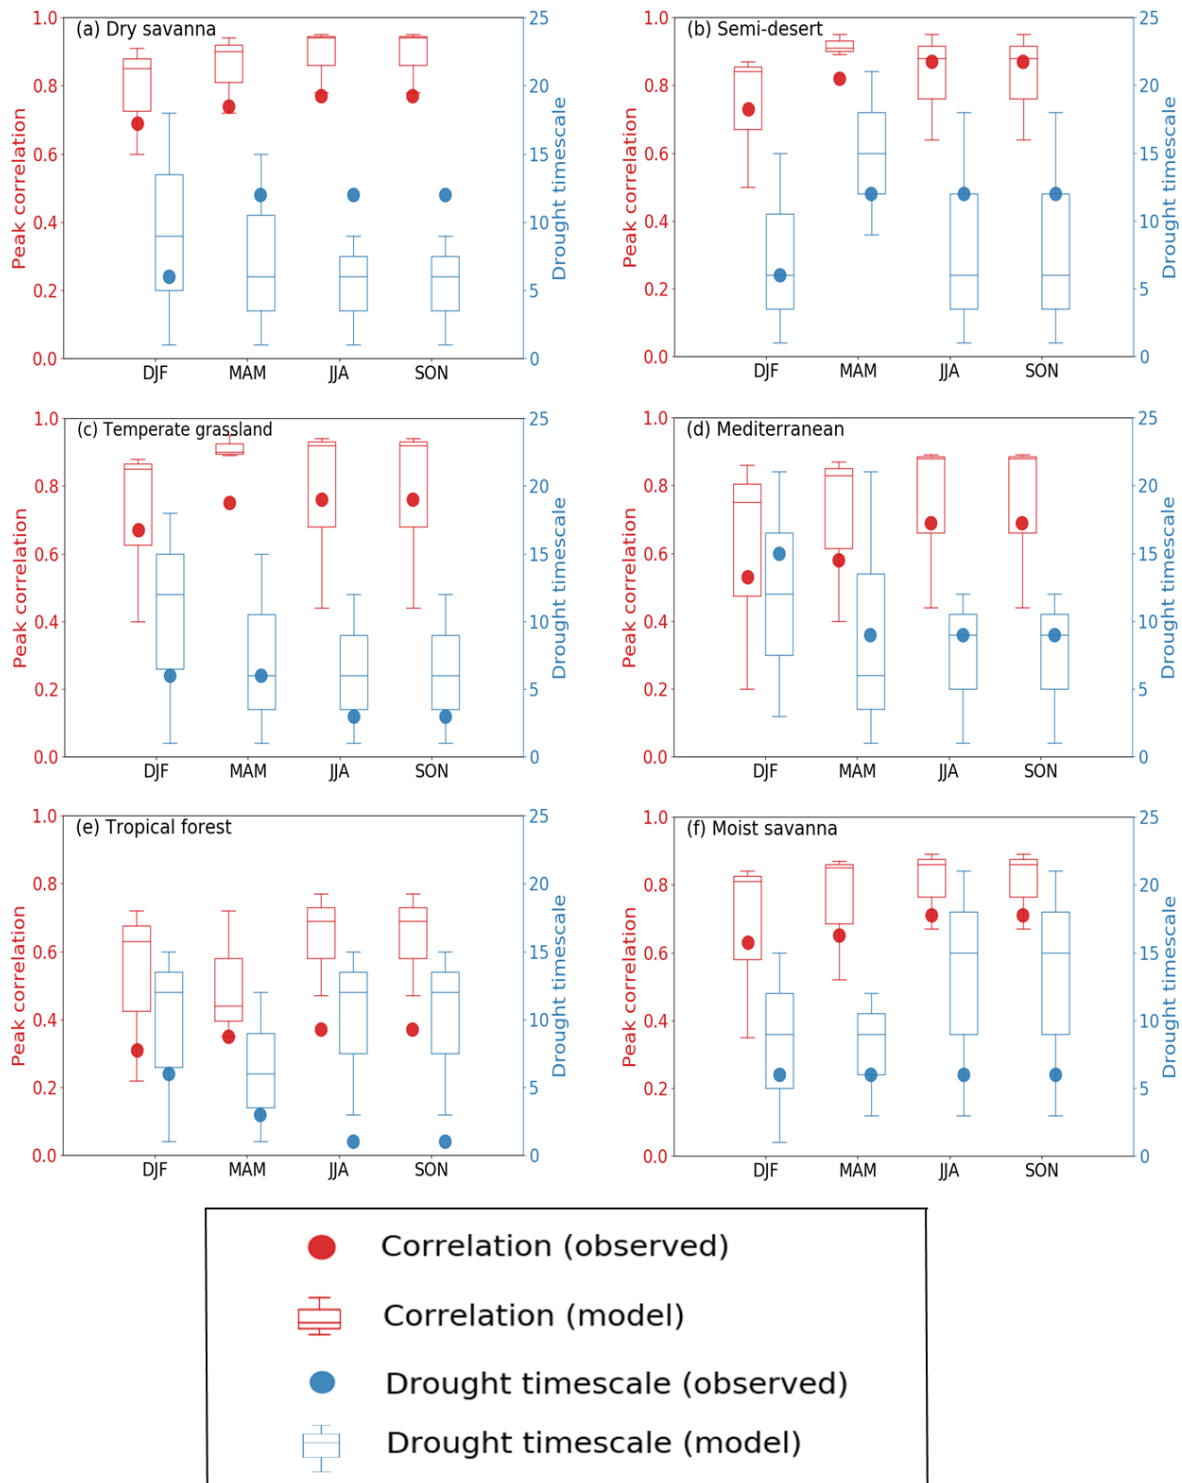 (a) Dry savanna
1.0
0.8
0.6
0.4
0.2
0.0
Peak correlation
25
20
15
10
5
0
Drought timescale
DJF MAM JJA SON
(b) Semi-desert
1.0
0.8
0.6
0.4
0.2
0.0
Peak correlation
25
20
15
10
5
0
Drought timescale
DJF MAM JJA SON
(c) Temperate grassland
1.0
0.8
0.6
0.4
0.2
0.0
Peak correlation
25
20
15
10
5
0
Drought timescale
DJF MAM JJA SON
(d) Mediterranean
1.0
0.8
0.6
0.4
0.2
0.0
Peak correlation
25
20
15
10
5
0
Drought timescale
DJF MAM JJA SON
(e) Tropical forest
1.0
0.8
0.6
0.4
0.2
0.0
Peak correlation
25
20
15
10
5
0
Drought timescale
DJF MAM JJA SON
(f) Moist savanna
1.0
0.8
0.6
0.4
0.2
0.0
Peak correlation
25
20
15
10
5
0
Drought timescale
DJF MAM JJA SON
Correlation (observed)
Correlation (model)
Drought timescale (observed)
Drought timescale (model)